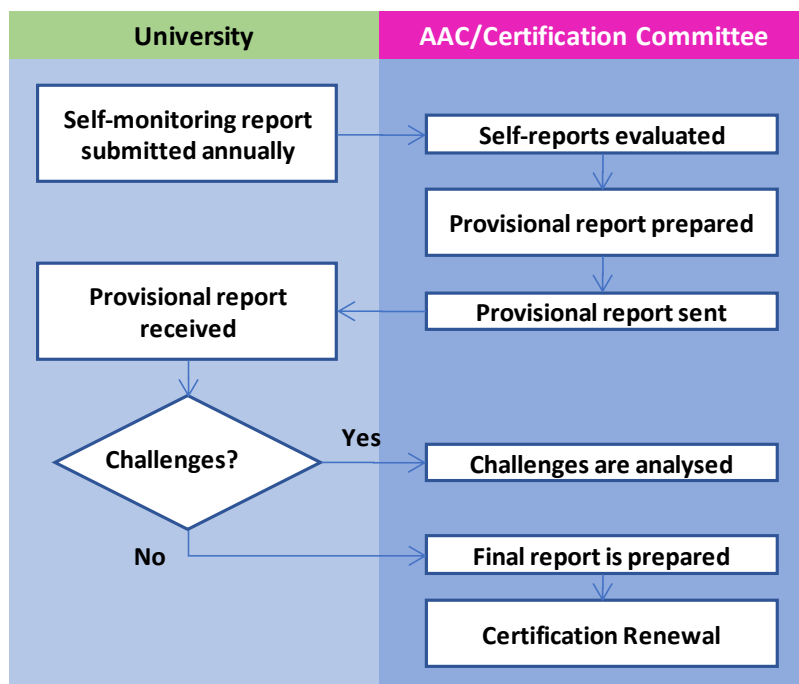 University
AAC/Certification Committee
Self-monitoring report
submitted annually
Self-reports evaluated
Provisional report prepared
Provisional report sent
Provisional report
received
Challenges?
Yes
Challenges are analysed
No
Final report is prepared
Certification Renewal